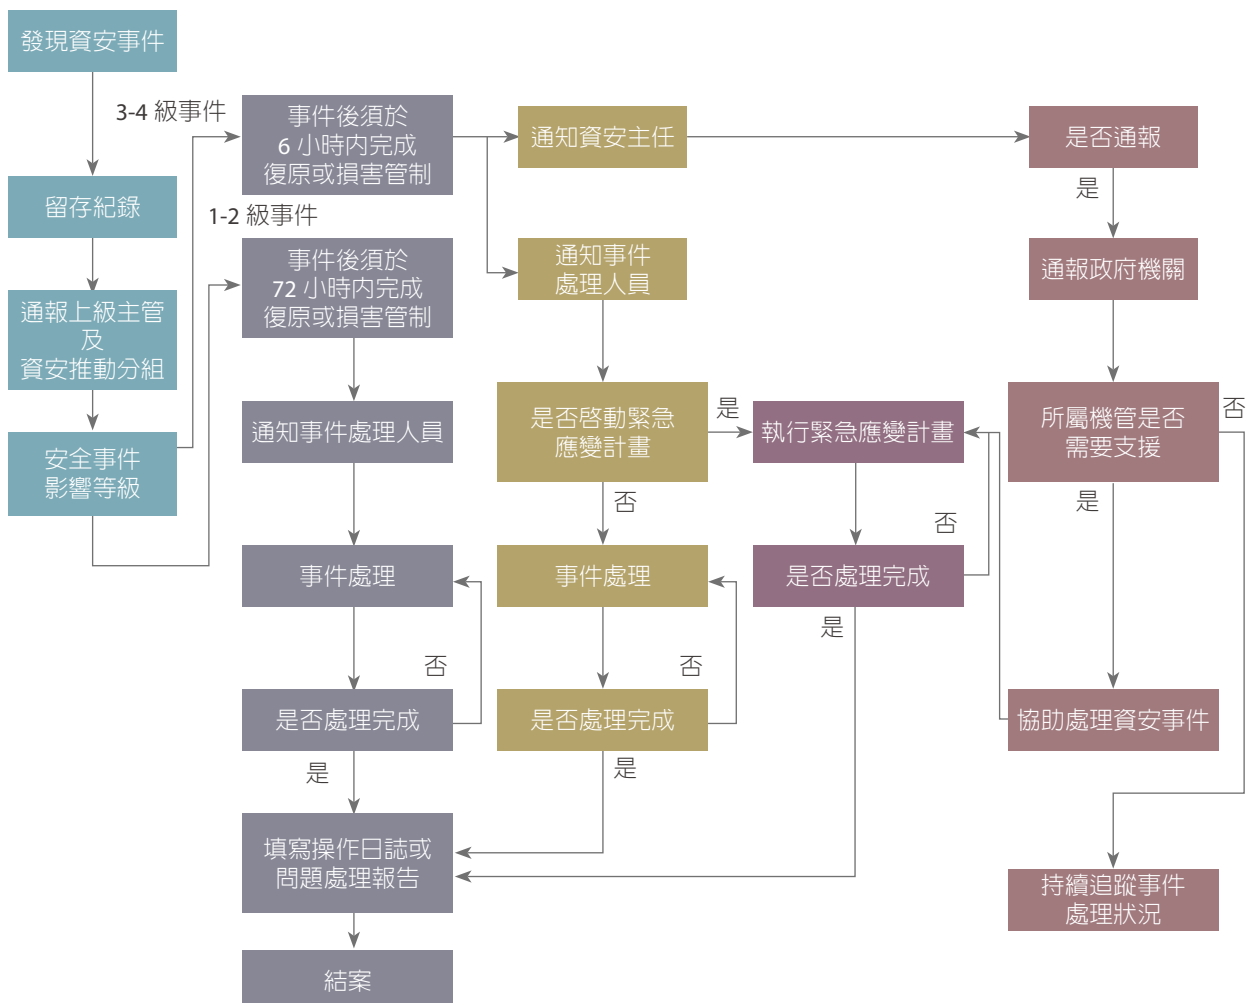 發現資安事件
留存紀錄
通報上級主管
及
資安推動分組
安全事件
影響等級
3-4 級事件
事件後須於
6 小時內完成
復原或損害管制
1-2 級事件
事件後須於
72 小時內完成
復原或損害管制
通知事件處理人員
事件處理
否
是否處理完成
是
填寫操作日誌或
問題處理報告
結案
通知資安主任
通知事件
處理人員
是否啓動緊急
應變計畫
是
否
事件處理
否
是否處理完成
是
執行緊急應變計畫
否
是否處理完成
是
是否通報
是
通報政府機關
所屬機管是否
需要支援
否
是
協助處理資安事件
持續追蹤事件
處理狀況